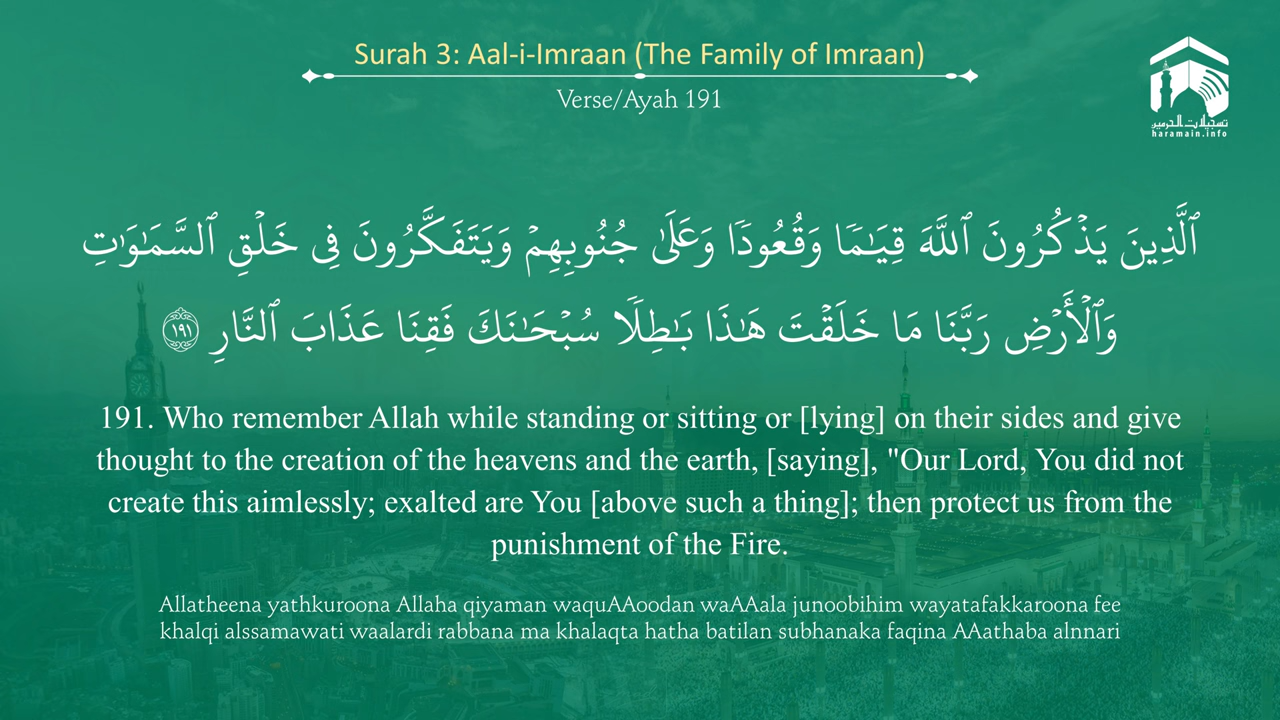 Surah 3: Aal-i-Imraan (The Family of Imraan)
Verse/Ayah 191
تسجيلات الحرمين
haramain.info
ٱلَّذِينَ يَذْكُرُونَ ٱللَّهَ قِيَـٰمًا وَقُعُودًا وَعَلَىٰ جُنُوبِهِمْ وَيَتَفَكَّرُونَ فِى خَلْقِ ٱلسَّمَـٰوَٰتِ
وَٱلْأَرْضِ رَبَّنَا مَا خَلَقْتَ هَـٰذَا بَـٰطِلًا سُبْحَـٰنَكَ فَقِنَا عَذَابَ ٱلنَّارِ ١٩١
191. Who remember Allah while standing or sitting or [lying] on their sides and give
thought to the creation of the heavens and the earth, [saying], "Our Lord, You did not
create this aimlessly; exalted are You [above such a thing]; then protect us from the
punishment of the Fire.
Allatheena yathkuroona Allaha qiyaman waquAAoodan waAAala junoobihim wayatafakkaroona fee
khalqi alssamawati waalardi rabbana ma khalaqta hatha batilan subhanaka faqina AAathaba alnnari